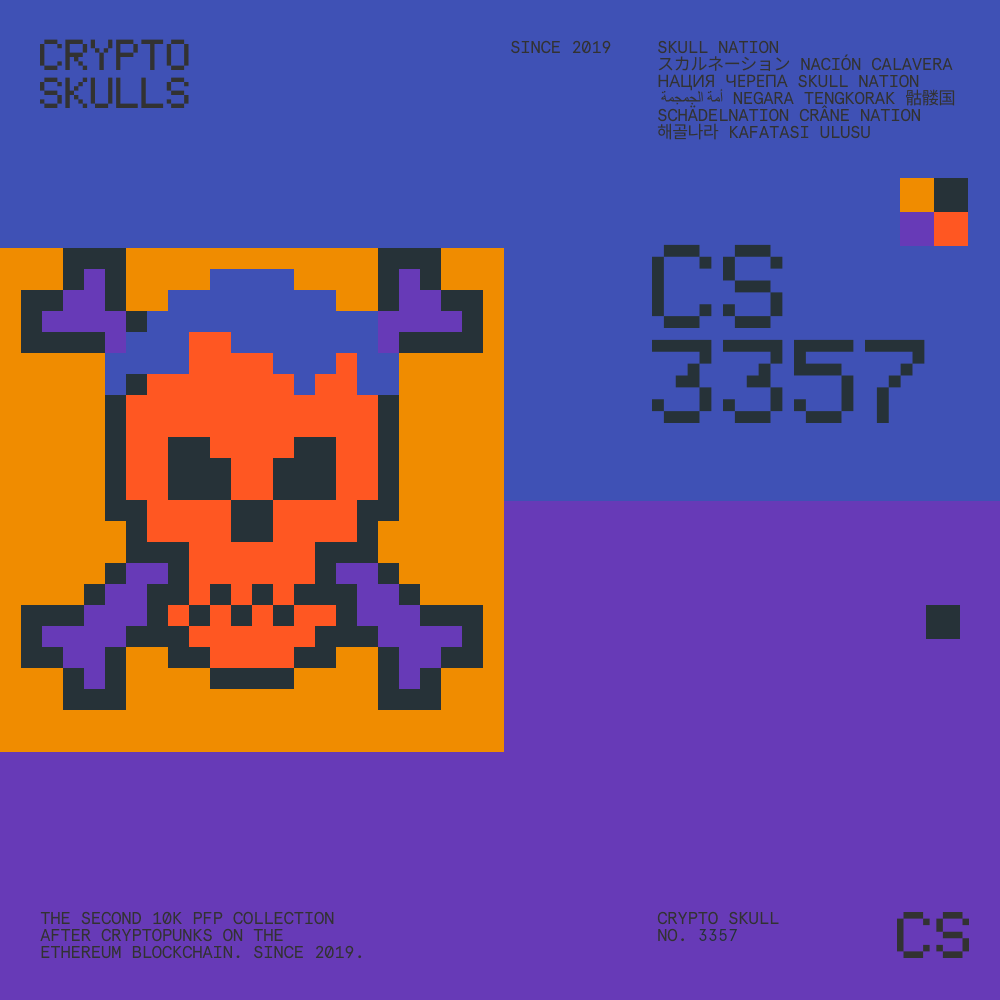 CRYPTO
SKULLS
SINCE 2019
SKULL NATION
スカルネーション NACIÓN CALAVERA
НАЦИЯ ЧЕРЕПА SKULL NATION
أمة الجمجمة NEGARA TENGKORAK 骷髅国
SCHÄDELNATION CRÂNE NATION
해골나라 KAFATASI ULUSU
CS
3357
THE SECOND 10K PFP COLLECTION
AFTER CRYPTOPUNKS ON THE
ETHEREUM BLOCKCHAIN. SINCE 2019.
CRYPTO SKULL
NO. 3357
CS